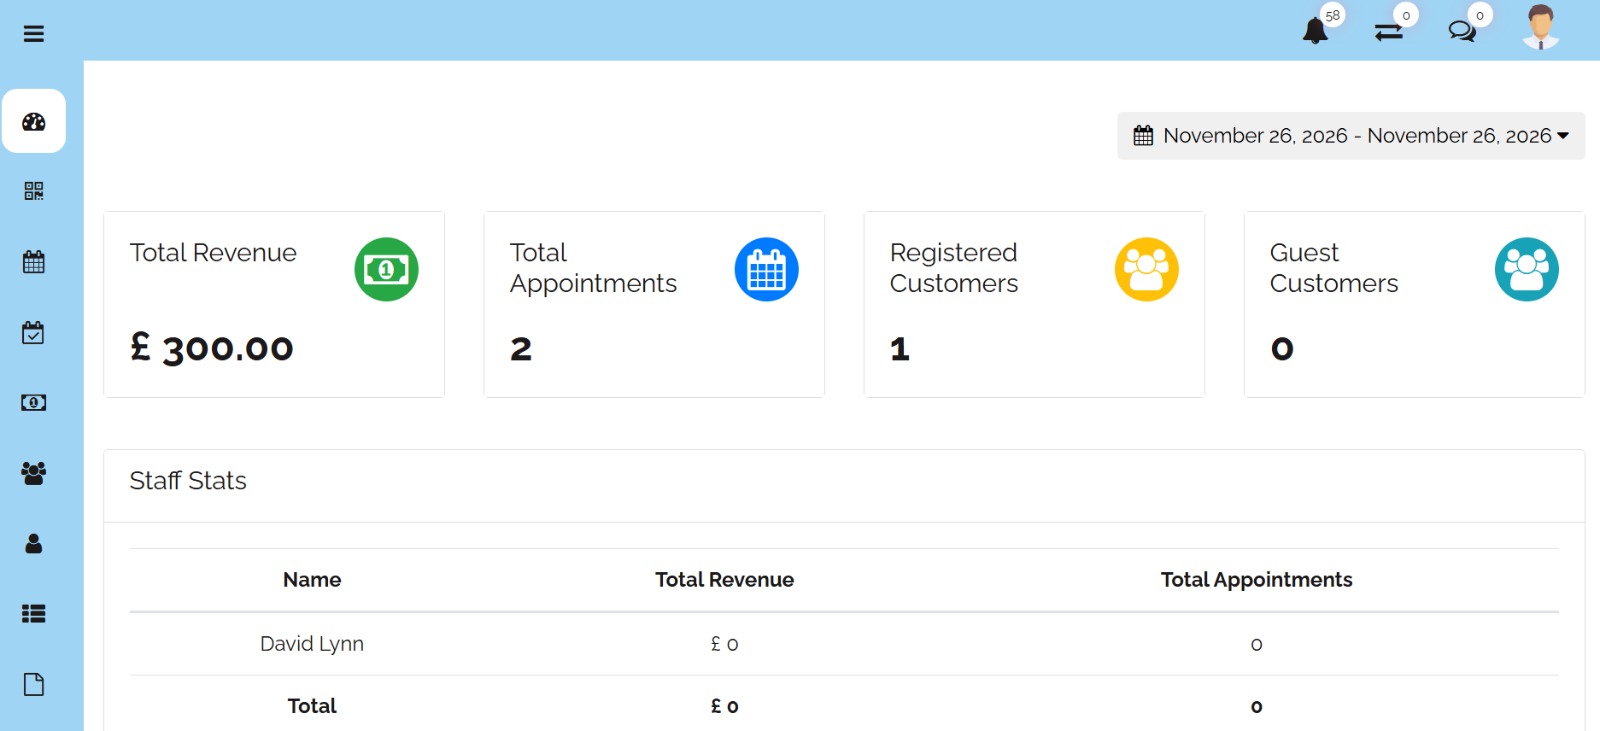 58
0
0
November 26, 2026 - November 26, 2026
Total Revenue
£ 300.00
Total
Appointments
2
Registered
Customers
1
Guest
Customers
0
Staff Stats
Name Total Revenue Total Appointments
David Lynn £ 0 0
Total £ 0 0